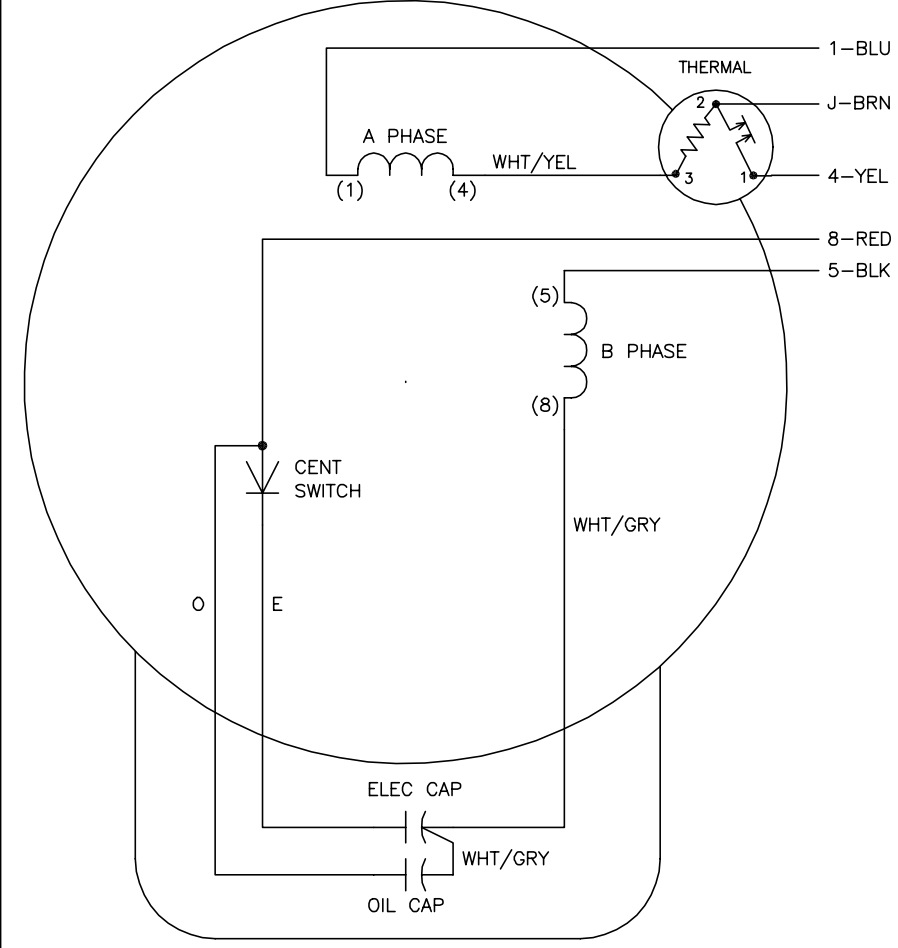 1-BLU
THERMAL
2
J-BRN
A PHASE
WHT/YEL
(1)
(4)
3
1
4-YEL
8-RED
5-BLK
(5)
B PHASE
(8)
CENT
SWITCH
WHT/GRY
O
E
ELEC CAP
WHT/GRY
OIL CAP